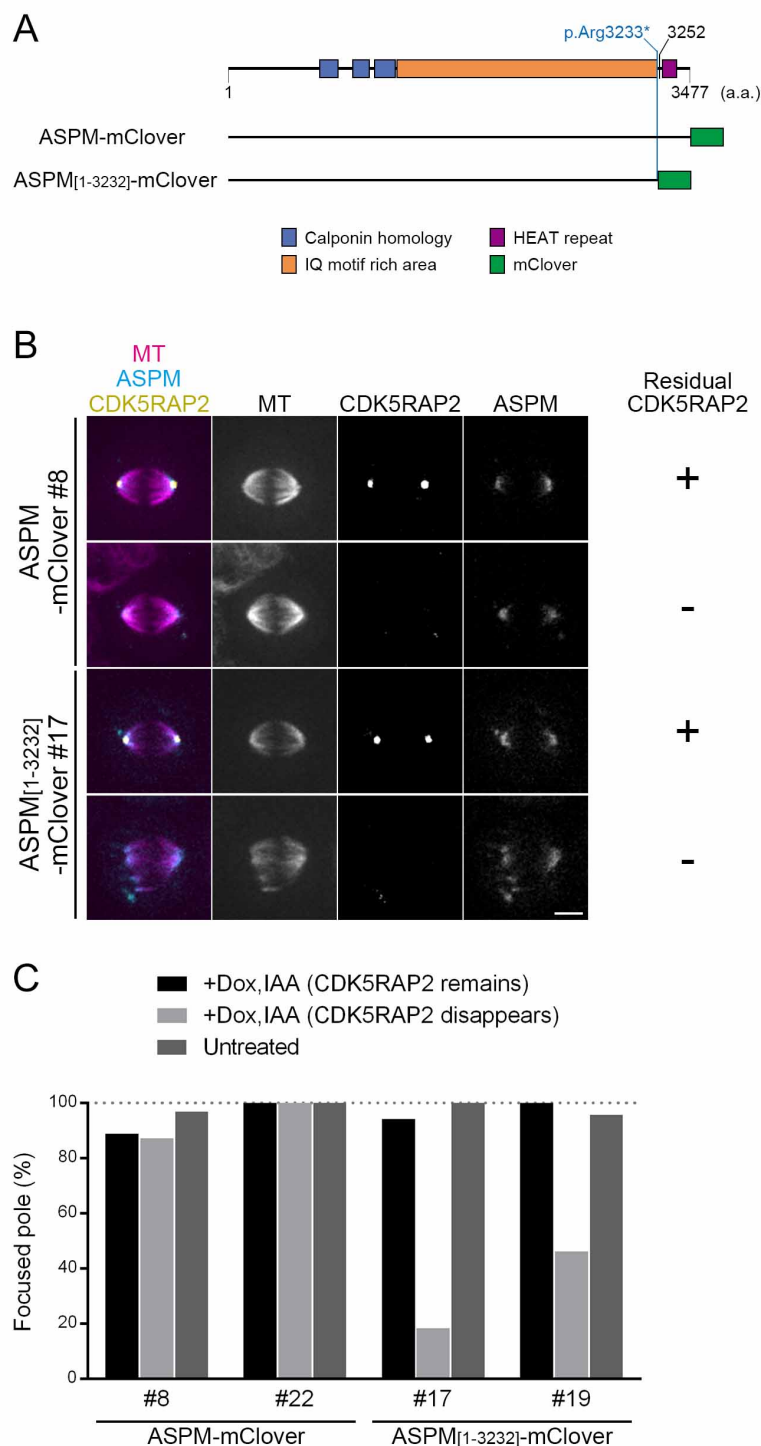 A
p.Arg3233* 3252
1 3477 (a.a.)
ASPM-mClover
ASPM[1-3232]-mClover
Calponin homology HEAT repeat
IQ motif rich area mClover
B
MT
ASPM
CDK5RAP2 MT CDK5RAP2 ASPM
Residual
CDK5RAP2
ASPM
-mClover #8
+
-
ASPM[1-3232]
-mClover #17
+
-
C
+Dox,IAA (CDK5RAP2 remains)
+Dox,IAA (CDK5RAP2 disappears)
Untreated
Focused pole (%)
100
80
60
40
20
0
#8 #22 #17 #19
ASPM-mClover ASPM[1-3232]-mClover